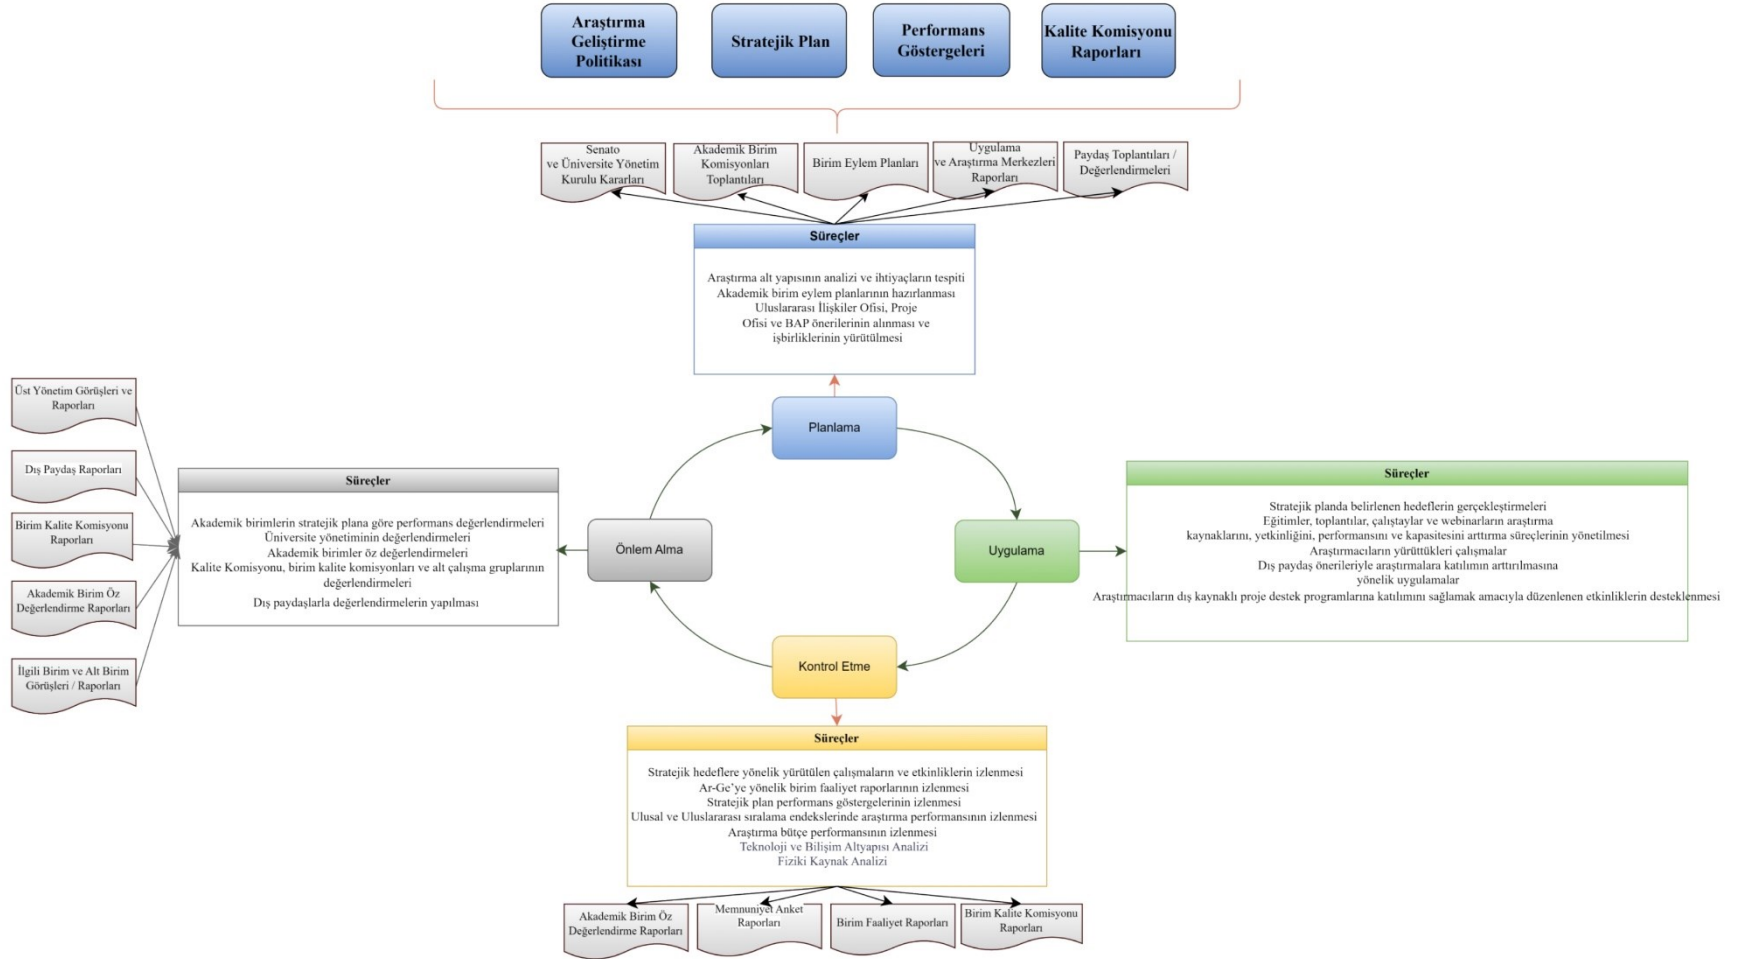 Araştırma
Geliştirme
Politikası
Stratejik Plan
Performans
Göstergeleri
Kalite Komisyonu
Raporları
Senato
ve Üniversite Yönetim
Kurulu Kararları
Akademik Birim
Komisyonları
Toplantıları
Birim Eylem Planları
Uygulama
ve Araştırma Merkezleri
Raporları
Paydaş Toplantıları /
Değerlendirmeleri
Süreçler
Araştırma alt yapısının analizi ve ihtiyaçların tespiti
Akademik birim eylem planlarının hazırlanması
Uluslararası İlişkiler Ofisi, Proje
Ofisi ve BAP önerilerinin alınması ve
işbirliklerinin yürütülmesi
Planlama
Üst Yönetim Görüşleri ve
Raporları
Dış Paydaş Raporları
Birim Kalite Komisyonu
Raporları
Akademik Birim Öz
Değerlendirme Raporları
İlgili Birim ve Alt Birim
Görüşleri / Raporları
Süreçler
Akademik birimlerin stratejik plana göre performans değerlendirmeleri
Üniversite yönetiminin değerlendirmeleri
Akademik birimler öz değerlendirmeleri
Kalite Komisyonu, birim kalite komisyonları ve alt çalışma gruplarının
değerlendirmeleri
Dış paydaşlarla değerlendirmelerin yapılması
Önlem Alma
Uygulama
Süreçler
Stratejik planda belirlenen hedeflerin gerçekleştirmeleri
Eğitimler, toplantılar, çalıştaylar ve webinarların araştırma
kaynaklarını, yetkinliğini, performansını ve kapasitesini arttırma süreçlerinin yönetilmesi
Araştırmacıların yürüttükleri çalışmalar
Dış paydaş önerileriyle araştırmalara katılımın arttırılmasına
yönelik uygulamalar
Araştırmacıların dış kaynaklı proje destek programlarına katılımını sağlamak amacıyla düzenlenen etkinliklerin desteklenmesi
Kontrol Etme
Süreçler
Stratejik hedeflere yönelik yürütülen çalışmaların ve etkinliklerin izlenmesi
Ar-Ge'ye yönelik birim faaliyet raporlarının izlenmesi
Stratejik plan performans göstergelerinin izlenmesi
Ulusal ve Uluslararası sıralama endekslerinde araştırma performansının izlenmesi
Araştırma bütçe performansının izlenmesi
Teknoloji ve Bilişim Altyapısı Analizi
Fiziki Kaynak Analizi
Akademik Birim Öz
Değerlendirme Raporları
Memnuniyet Anket
Raporları
Birim Faaliyet Raporları
Birim Kalite Komisyonu
Raporları